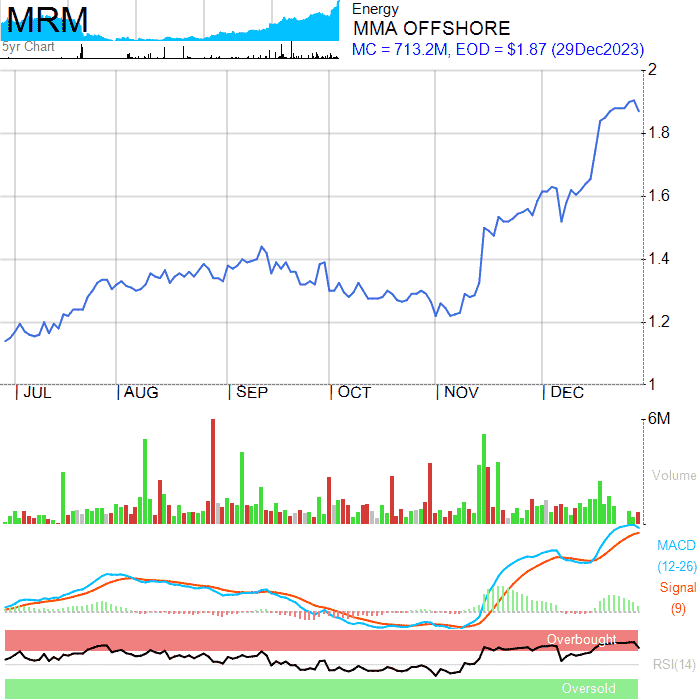 MRM
5yr Chart
Energy
MMA OFFSHORE
MC = 713.2M, EOD = $1.87 (29Dec2023)
2
1.8
1.6
1.4
1.2
1
JUL AUG SEP OCT NOV DEC
6M
Volume
MACD
(12-26)
Signal
(9)
Overbought
RSI(14)
Oversold